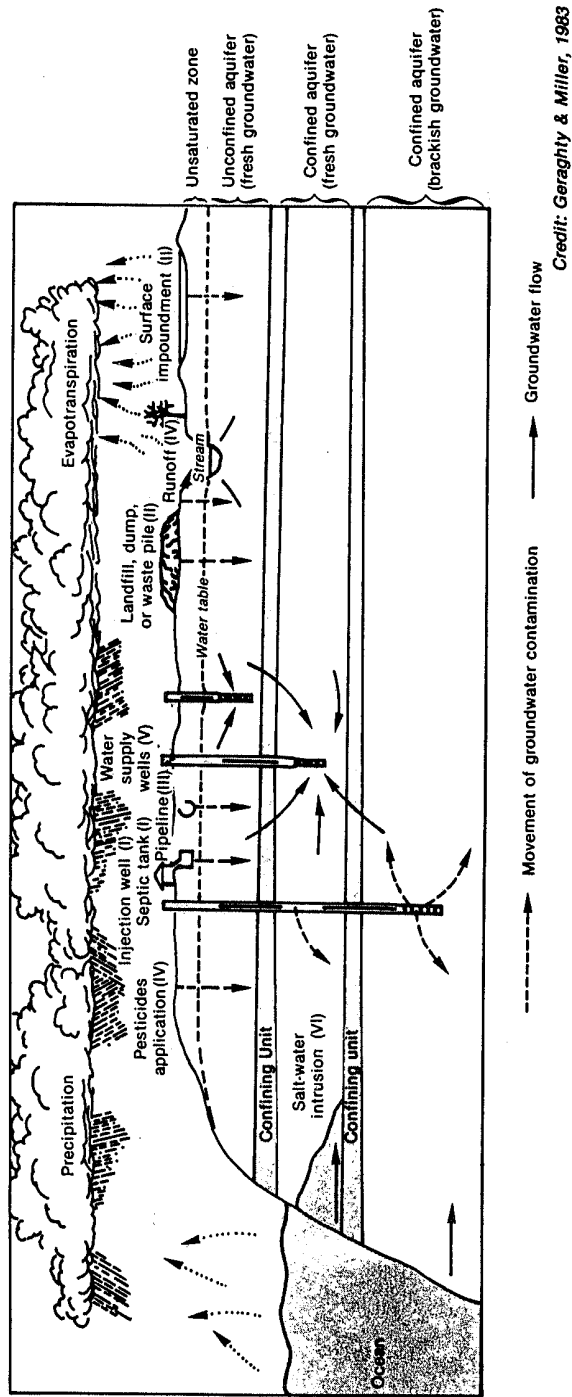 Precipitation
Evapotranspiration
Pesticides
application (IV)
Injection well (I)
Septic tank (I)
Pipeline (III)
Water
supply
wells (V)
Landfill, dump,
or waste pile (II)
Runoff (IV)
Stream
Surface
impoundment (II)
Water table
Unsaturated zone
Unconfined aquifer
(fresh groundwater)
Confining Unit
Salt-water
intrusion (VI)
Confined aquifer
(fresh groundwater)
Confining unit
Confined aquifer
(brackish groundwater)
Ocean
Movement of groundwater contamination
Groundwater flow
Credit: Geraghty & Miller, 1983